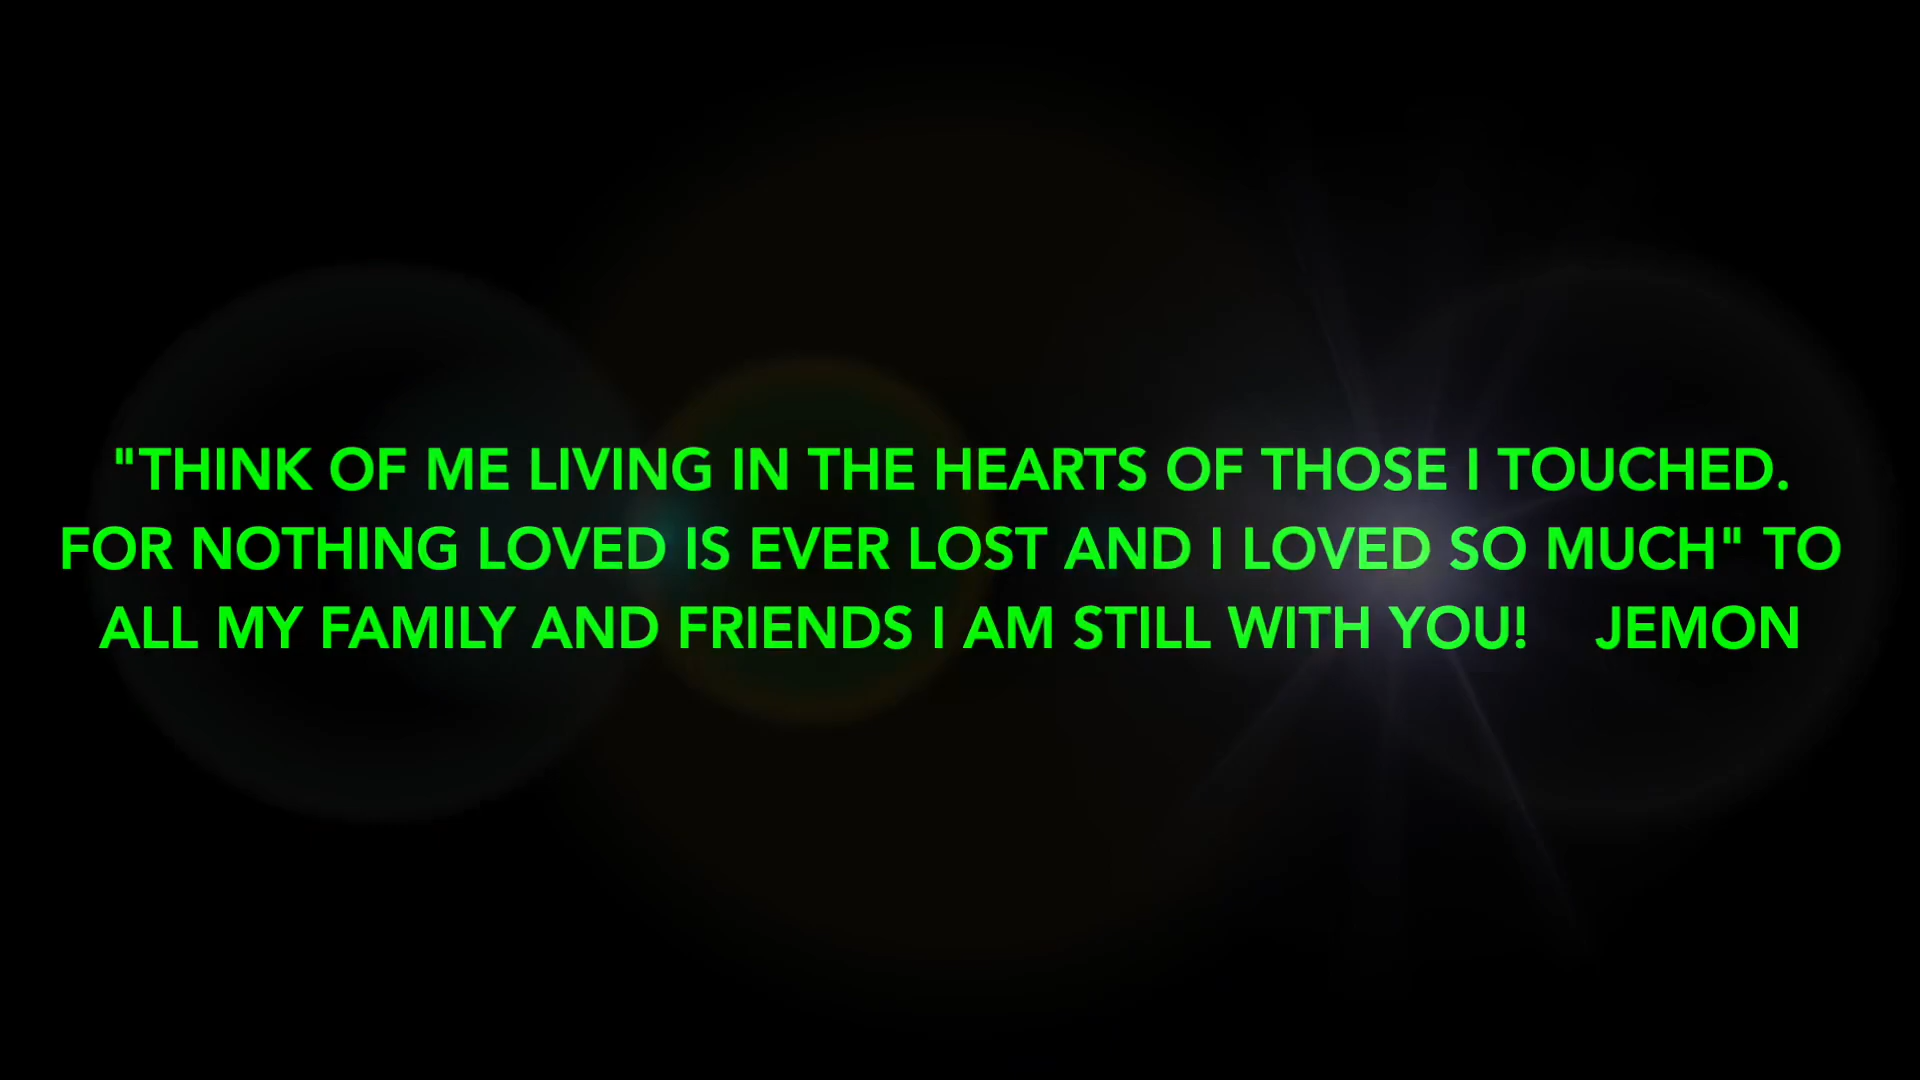 "THINK OF ME LIVING IN THE HEARTS OF THOSE I TOUCHED.
FOR NOTHING LOVED IS EVER LOST AND I LOVED SO MUCH" TO
ALL MY FAMILY AND FRIENDS I AM STILL WITH YOU! JEMON